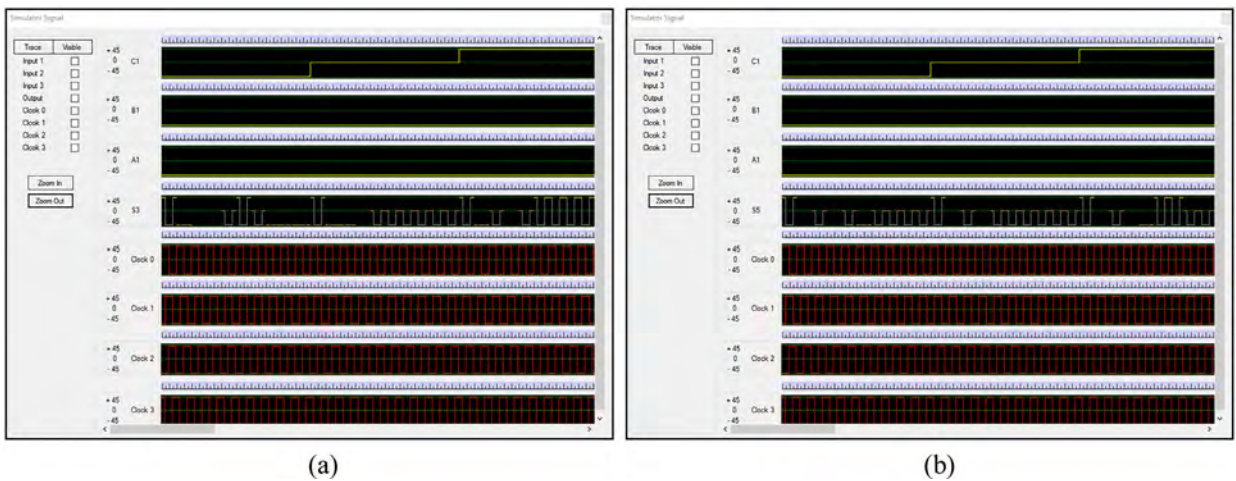 Simulator Signal
Trace Visible
Input 1
Input 2
Input 3
Output
Clock 0
Clock 1
Clock 2
Clock 3
Zoom In
Zoom Out
+ 45
0 C1
- 45
+ 45
0 B1
- 45
+ 45
0 A1
- 45
+ 45
0 S3
- 45
+ 45
0 Clock 0
- 45
+ 45
0 Clock 1
- 45
+ 45
0 Clock 2
- 45
+ 45
0 Clock 3
- 45
(a)
Simulator Signal
Trace Visible
Input 1
Input 2
Input 3
Output
Clock 0
Clock 1
Clock 2
Clock 3
Zoom In
Zoom Out
+ 45
0 C1
- 45
+ 45
0 B1
- 45
+ 45
0 A1
- 45
+ 45
0 S5
- 45
+ 45
0 Clock 0
- 45
+ 45
0 Clock 1
- 45
+ 45
0 Clock 2
- 45
+ 45
0 Clock 3
- 45
(b)